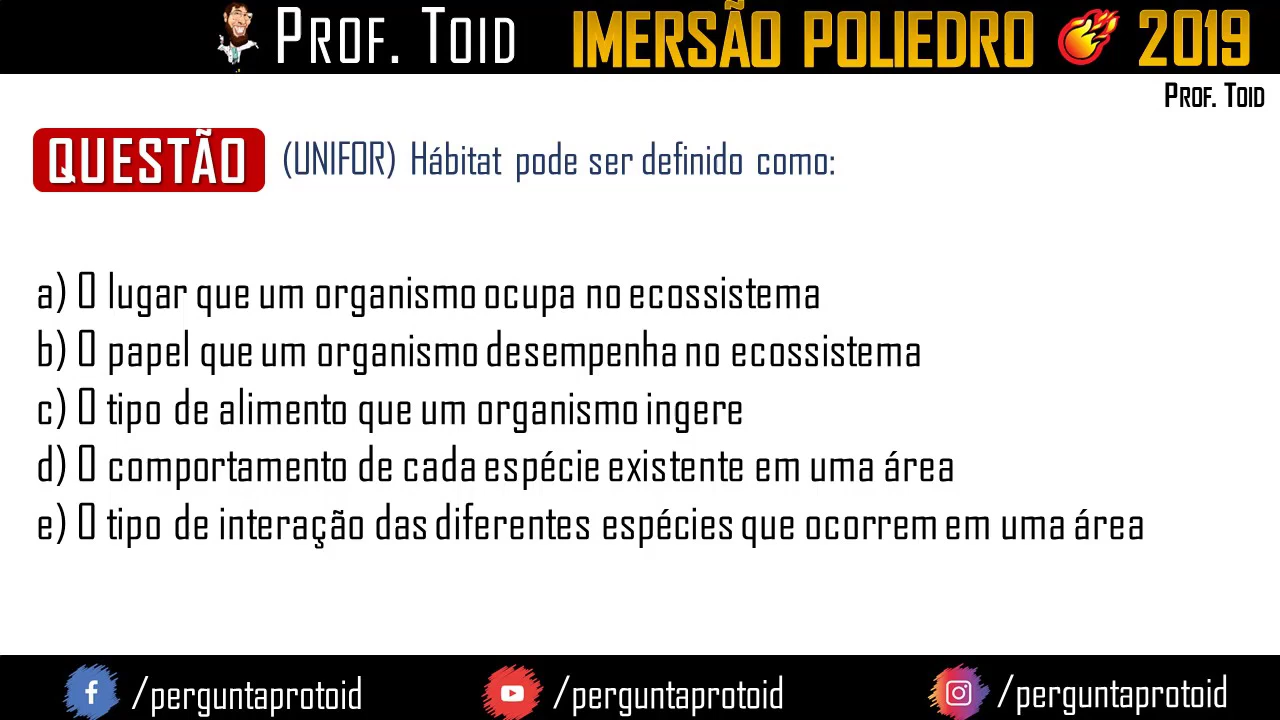 PROF. TOID IMERSÃO POLIEDRO 2019
PROF. TOID
QUESTÃO (UNIFOR) Hábitat pode ser definido como:
a) O lugar que um organismo ocupa no ecossistema
b) O papel que um organismo desempenha no ecossistema
c) O tipo de alimento que um organismo ingere
d) O comportamento de cada espécie existente em uma área
e) O tipo de interação das diferentes espécies que ocorrem em uma área
/perguntaprotoid /perguntaprotoid /perguntaprotoid